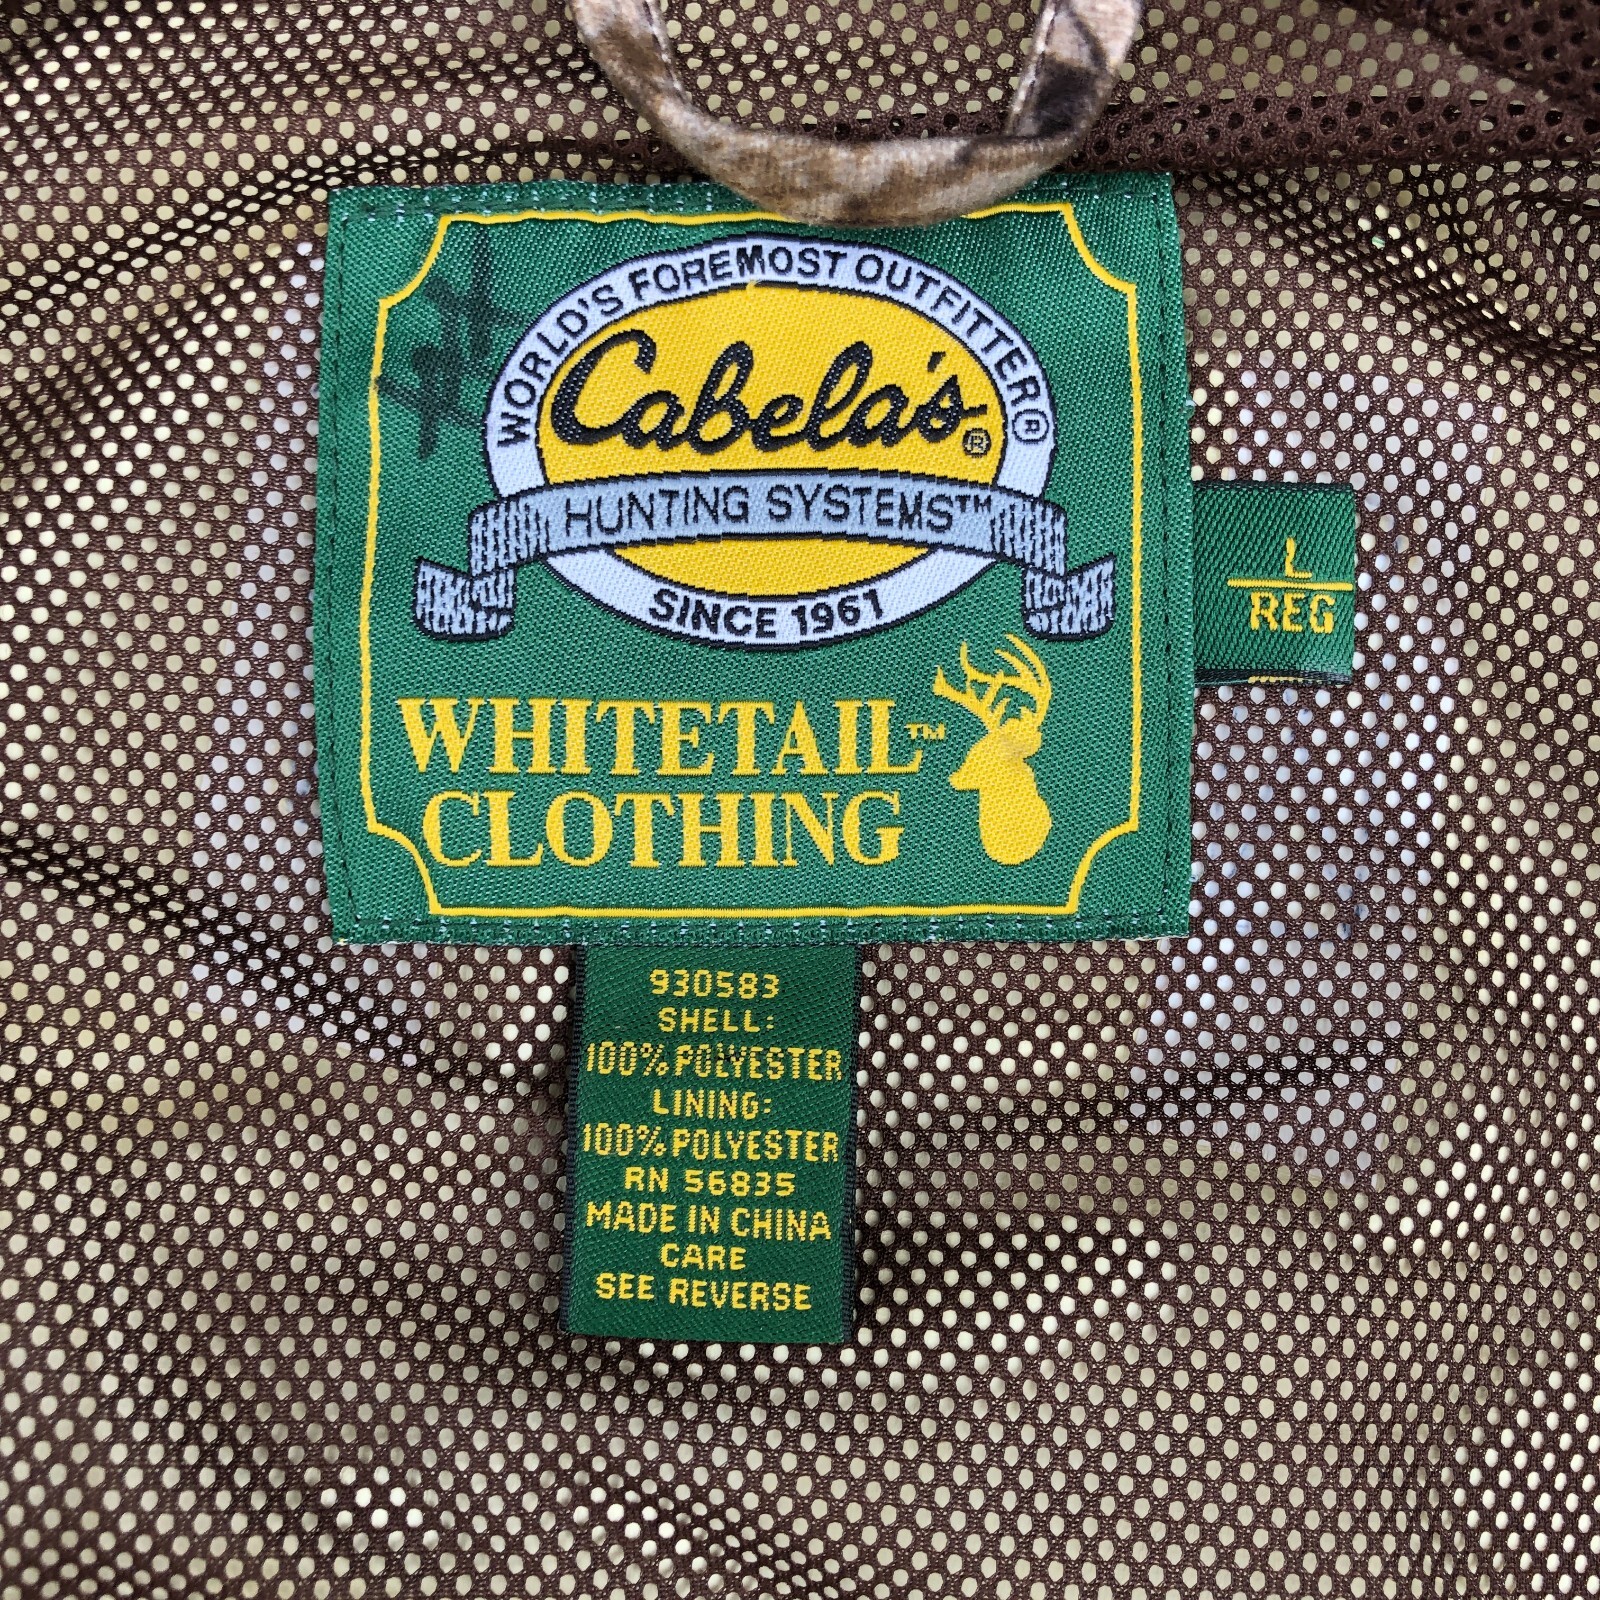 WORLD'S FOREMOST OUTFITTER®
Cabela's®
HUNTING SYSTEMS™
SINCE 1961
WHITETAIL™
CLOTHING
L
REG
930583
SHELL:
100% POLYESTER
LINING:
100% POLYESTER
RN 56835
MADE IN CHINA
CARE
SEE REVERSE